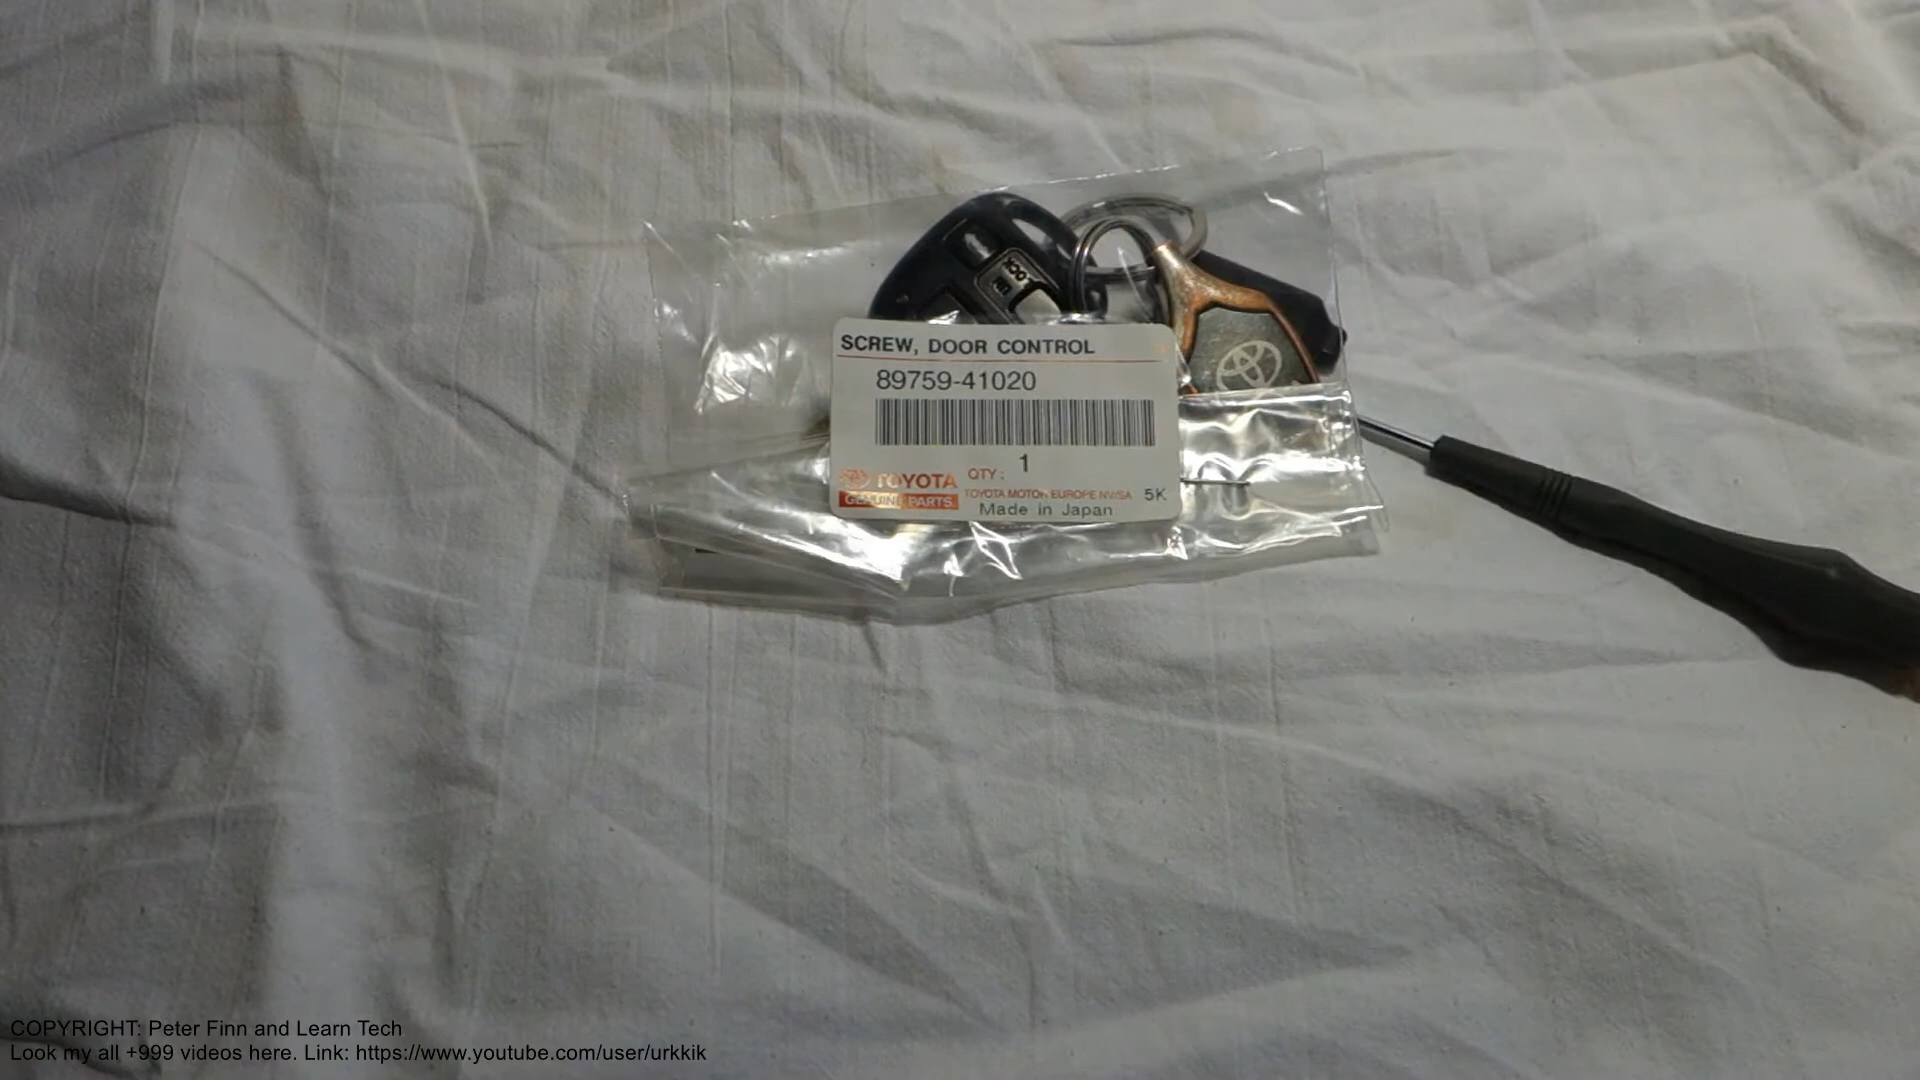 LOCK
SCREW, DOOR CONTROL
89759-41020
QTY: 1
TOYOTA
GENUINE PARTS
TOYOTA MOTOR EUROPE NV/SA 5K
Made in Japan
COPYRIGHT: Peter Finn and Learn Tech
Look my all +999 videos here. Link: https://www.youtube.com/user/urkkik